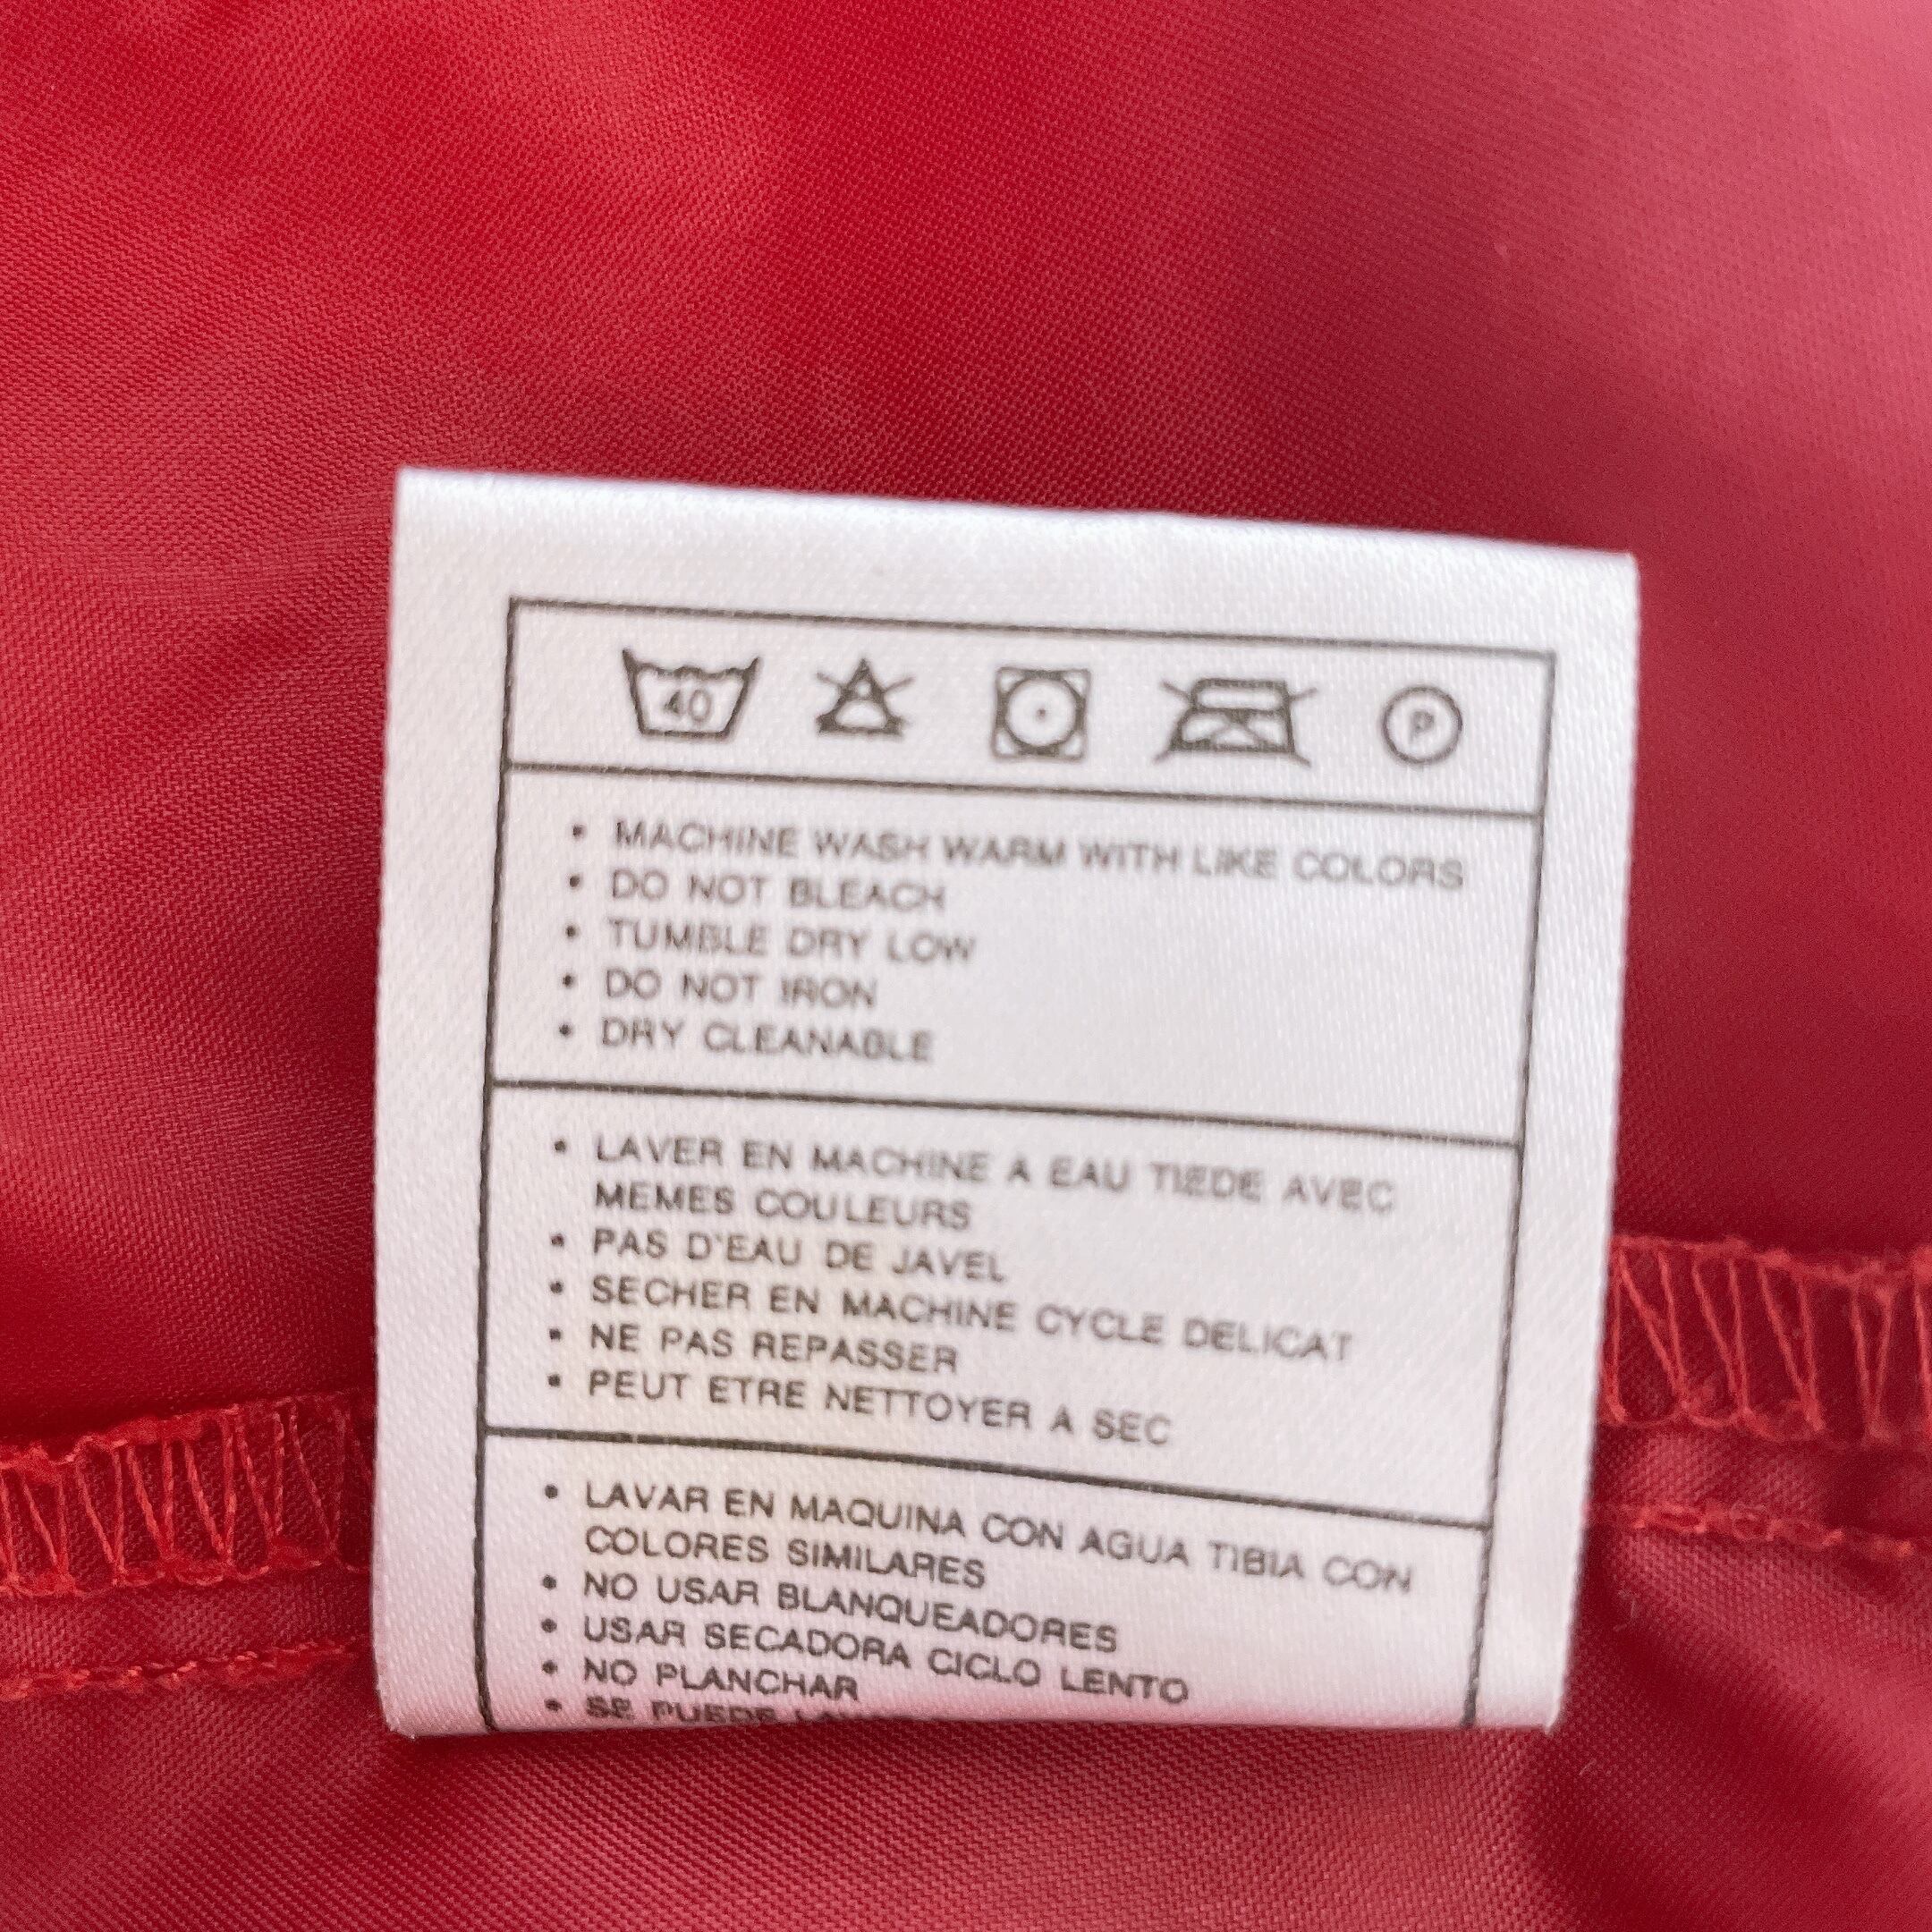 40
P
• MACHINE WASH WARM WITH LIKE COLORS
• DO NOT BLEACH
• TUMBLE DRY LOW
• DO NOT IRON
• DRY CLEANABLE
• LAVER EN MACHINE A EAU TIEDE AVEC
MEMES COULEURS
• PAS D'EAU DE JAVEL
• SECHER EN MACHINE CYCLE DELICAT
• NE PAS REPASSER
• PEUT ETRE NETTOYER A SEC
• LAVAR EN MAQUINA CON AGUA TIBIA CON
COLORES SIMILARES
• NO USAR BLANQUEADORES
• USAR SECADORA CICLO LENTO
• NO PLANCHAR
• SE PUEDE